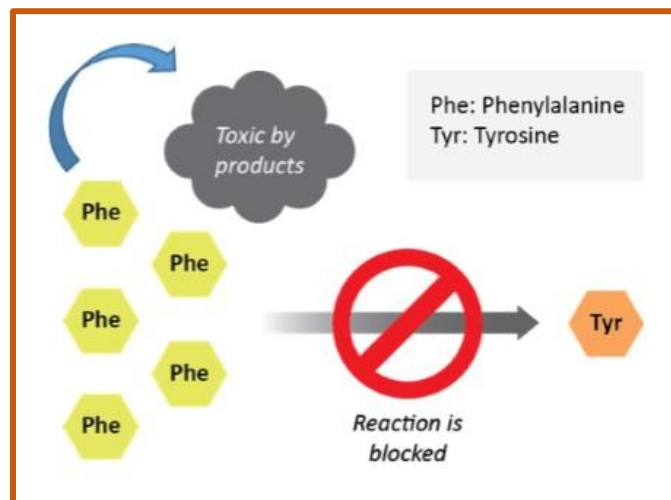 Toxic by
products
Phe: Phenylalanine
Tyr: Tyrosine
Phe
Phe
Phe
Phe
Phe
Tyr
Reaction is
blocked